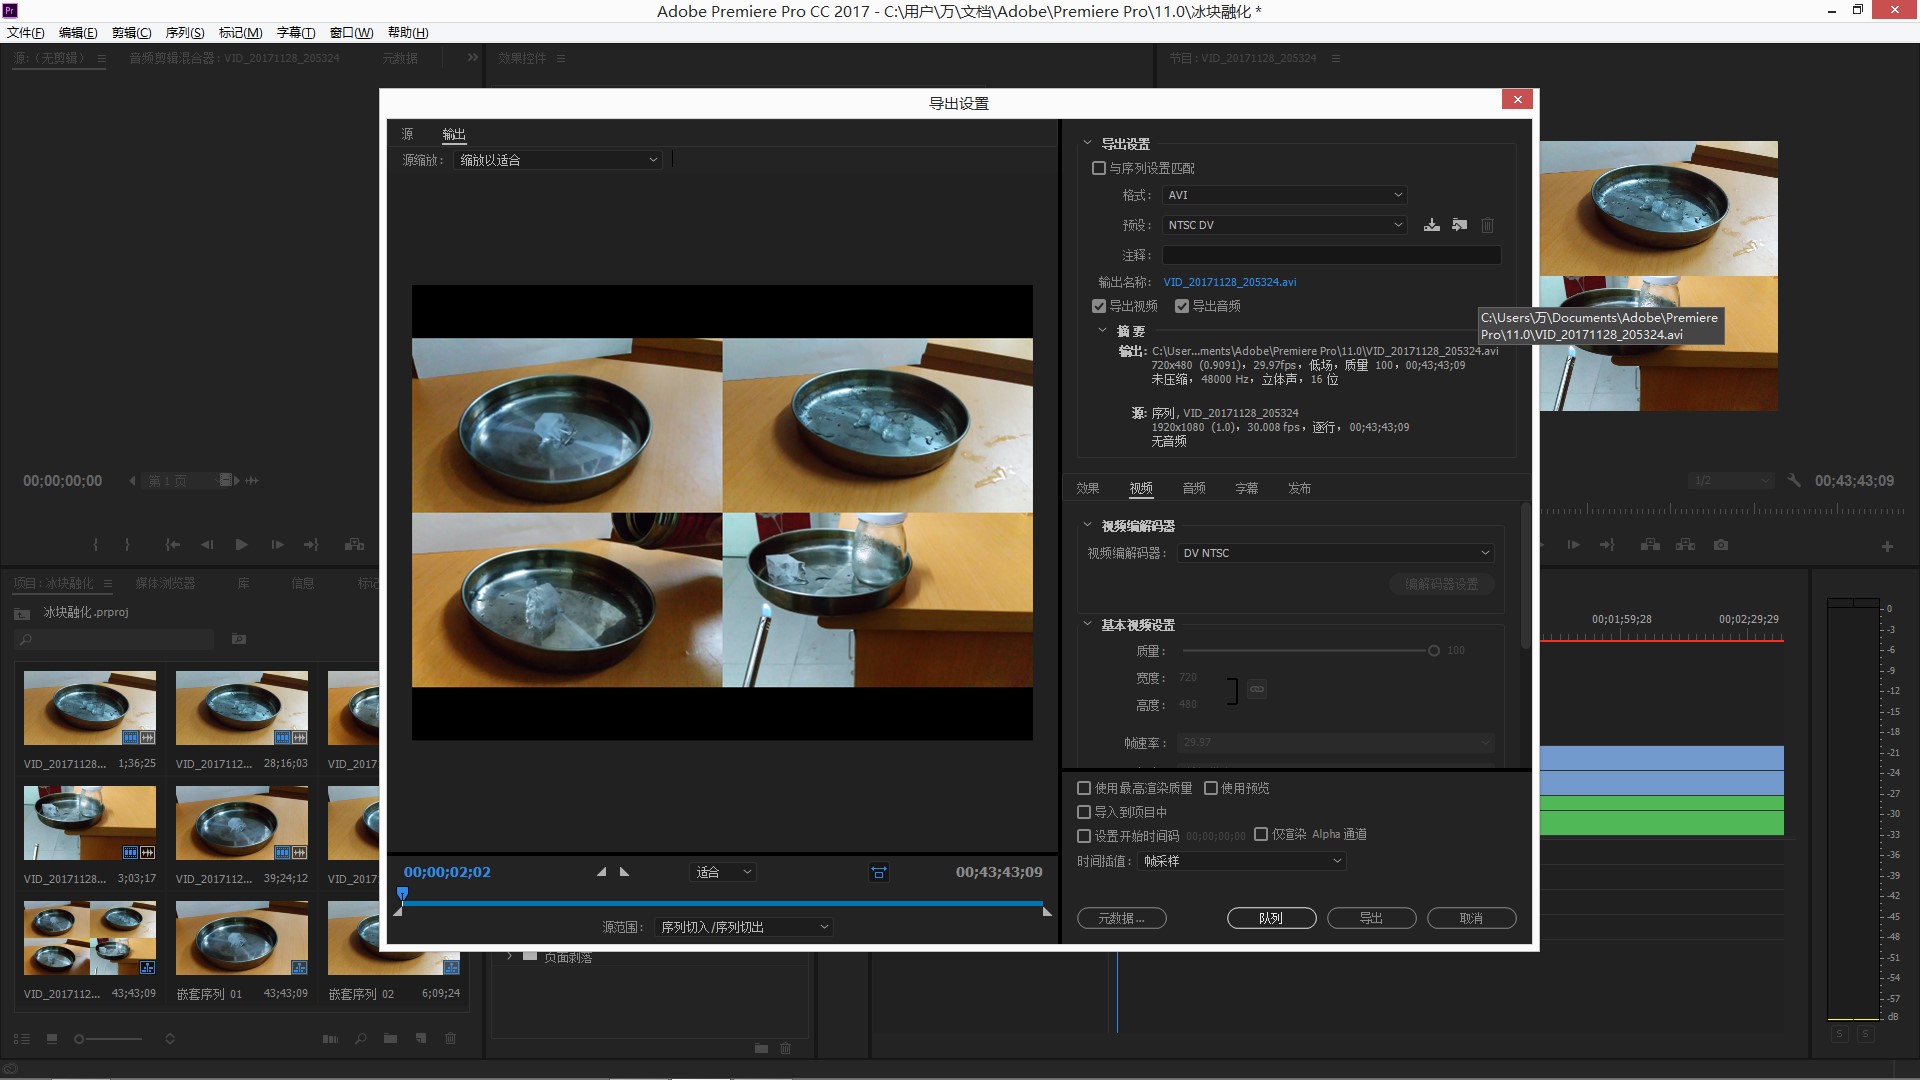 Adobe Premiere Pro CC 2017 - C:\用户\万\文档\Adobe\Premiere Pro\11.0\冰块融化 *
文件(F) 编辑(E) 剪辑(C) 序列(S) 标记(M) 字幕(T) 窗口(W) 帮助(H)
源:（无剪辑） 音频剪辑混合器: VID_20171128_205324 元数据 效果控件 节目: VID_20171128_205324
导出设置
源 输出
源缩放: 缩放以适合
导出设置
与序列设置匹配
格式: AVI
预设: NTSC DV
注释:
输出名称: VID_20171128_205324.avi
导出视频 导出音频
C:\Users\万\Documents\Adobe\Premiere
Pro\11.0\VID_20171128_205324.avi
摘要
输出: C:\User...ments\Adobe\Premiere Pro\11.0\VID_20171128_205324.avi
720x480 (0.9091), 29.97fps, 低场, 质量 100, 00;43;43;09
未压缩, 48000 Hz, 立体声, 16 位
源: 序列, VID_20171128_205324
1920x1080 (1.0), 30.008 fps, 逐行, 00;43;43;09
无音频
效果 视频 音频 字幕 发布
视频编解码器
视频编解码器: DV NTSC
编解码器设置
基本视频设置
质量: 100
宽度: 720
高度: 480
帧速率: 29.97
使用最高渲染质量 使用预览
导入到项目中
设置开始时间码 00;00;00;00 仅渲染 Alpha 通道
时间插值: 帧采样
元数据... 队列 导出 取消
00;00;02;02 适合 00;43;43;09
源范围: 序列切入/序列切出
00;00;00;00 第 1 页
1/2 00;43;43;09
项目: 冰块融化 媒体浏览器 库 信息 标记
冰块融化.prproj
VID_20171128... 1;36;25 VID_2017112... 28;16;03 VID_2017
VID_20171128... 3;03;17 VID_2017112... 39;24;12 VID_2017
VID_2017112... 43;43;09 嵌套序列 01 43;43;09 嵌套序列 02 6;09;24
页面剥落
00;01;59;28 00;02;29;29
0
-3
-6
-9
-12
-15
-18
-21
-24
-27
-30
-33
-36
-39
-42
-45
-48
-51
-54
-57
dB
S S